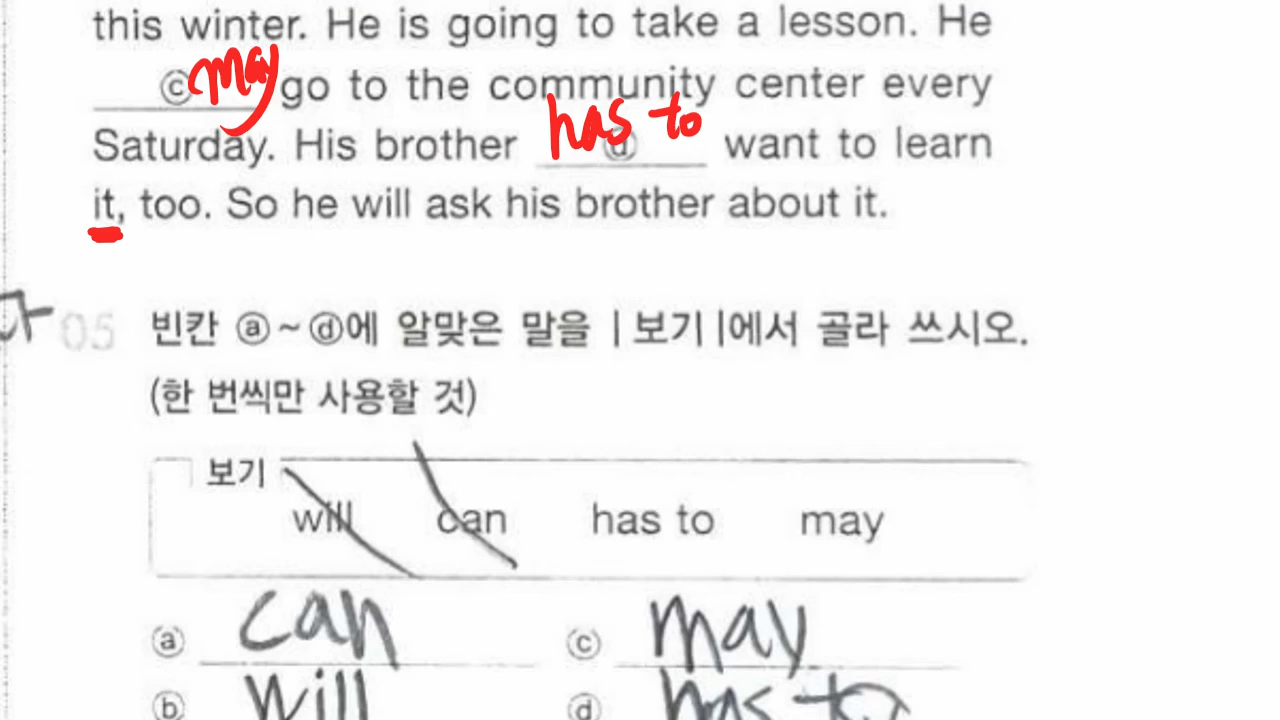 this winter. He is going to take a lesson. He
ⓒ may go to the community center every
Saturday. His brother ⓓ has to want to learn
it, too. So he will ask his brother about it.
05 빈칸 ⓐ~ⓓ에 알맞은 말을 |보기|에서 골라 쓰시오.
(한 번씩만 사용할 것)
보기
will can has to may
ⓐ can ⓒ may
ⓑ will ⓓ has to